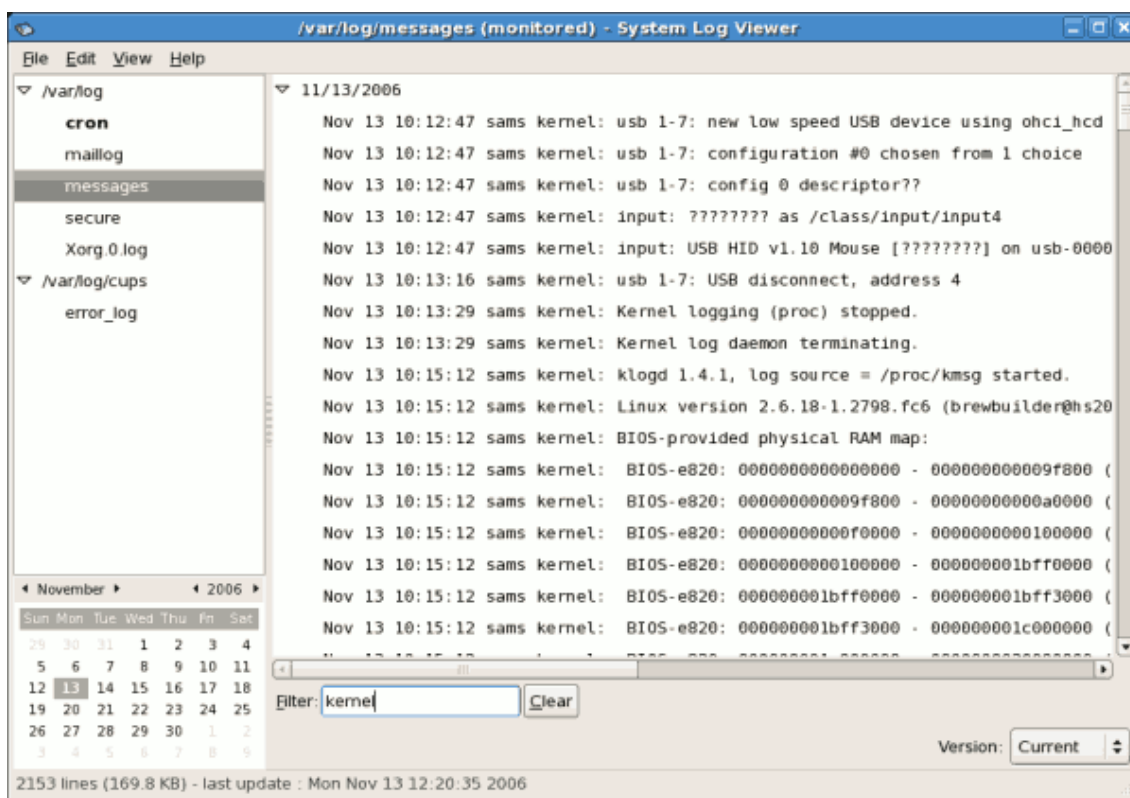 /var/log/messages (monitored) - System Log Viewer
File Edit View Help
/var/log
cron
maillog
messages
secure
Xorg.0.log
/var/log/cups
error_log
11/13/2006
Nov 13 10:12:47 sams kernel: usb 1-7: new low speed USB device using ohci_hcd
Nov 13 10:12:47 sams kernel: usb 1-7: configuration #0 chosen from 1 choice
Nov 13 10:12:47 sams kernel: usb 1-7: config 0 descriptor??
Nov 13 10:12:47 sams kernel: input: ???????? as /class/input/input4
Nov 13 10:12:47 sams kernel: input: USB HID v1.10 Mouse [????????] on usb-0000
Nov 13 10:13:16 sams kernel: usb 1-7: USB disconnect, address 4
Nov 13 10:13:29 sams kernel: Kernel logging (proc) stopped.
Nov 13 10:13:29 sams kernel: Kernel log daemon terminating.
Nov 13 10:15:12 sams kernel: klogd 1.4.1, log source = /proc/kmsg started.
Nov 13 10:15:12 sams kernel: Linux version 2.6.18-1.2798.fc6 (brewbuilder@hs20
Nov 13 10:15:12 sams kernel: BIOS-provided physical RAM map:
Nov 13 10:15:12 sams kernel: BIOS-e820: 0000000000000000 - 000000000009f800 (
Nov 13 10:15:12 sams kernel: BIOS-e820: 000000000009f800 - 00000000000a0000 (
Nov 13 10:15:12 sams kernel: BIOS-e820: 00000000000f0000 - 0000000000100000 (
Nov 13 10:15:12 sams kernel: BIOS-e820: 0000000000100000 - 000000001bff0000 (
Nov 13 10:15:12 sams kernel: BIOS-e820: 000000001bff0000 - 000000001bff3000 (
Nov 13 10:15:12 sams kernel: BIOS-e820: 000000001bff3000 - 000000001c000000 (
November 2006
Sun Mon Tue Wed Thu Fri Sat
29 30 31 1 2 3 4
5 6 7 8 9 10 11
12 13 14 15 16 17 18
19 20 21 22 23 24 25
26 27 28 29 30 1 2
3 4 5 6 7 8 9
Filter: kernel Clear
Version: Current
2153 lines (169.8 KB) - last update : Mon Nov 13 12:20:35 2006